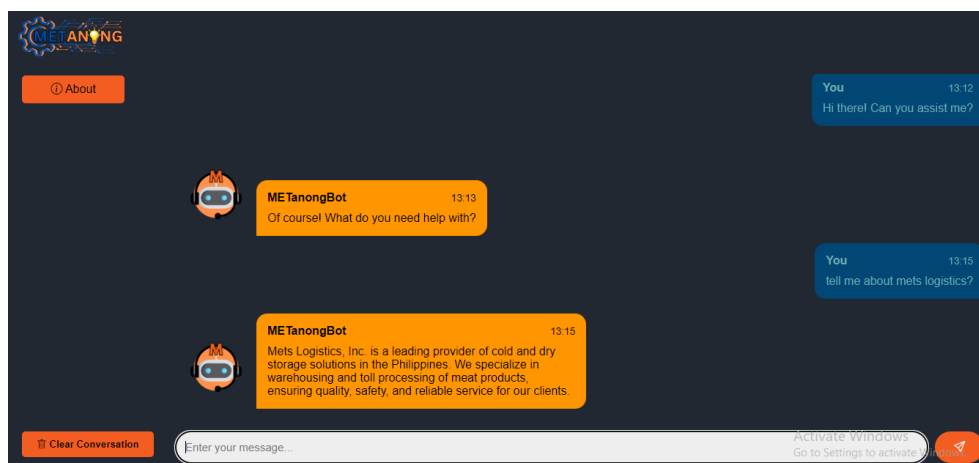 METANONG
About
You 13:12
Hi there! Can you assist me?
M
METanongBot 13:13
Of course! What do you need help with?
You 13:15
tell me about mets logistics?
M
METanongBot 13:15
Mets Logistics, Inc. is a leading provider of cold and dry
storage solutions in the Philippines. We specialize in
warehousing and toll processing of meat products,
ensuring quality, safety, and reliable service for our clients.
Clear Conversation
Enter your message...
Activate Windows
Go to Settings to activate Windows.